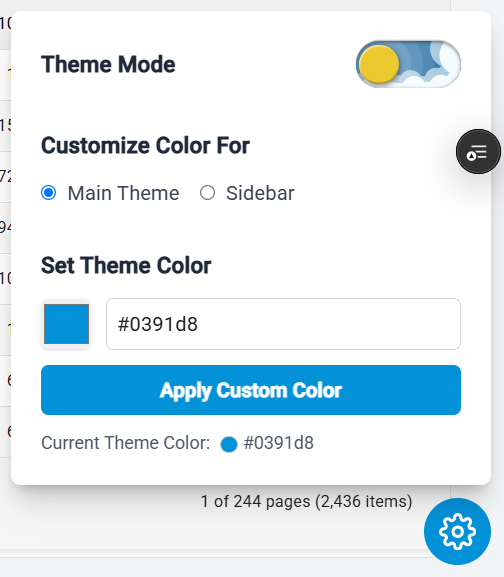 Theme Mode
Customize Color For
Main Theme Sidebar
Set Theme Color
#0391d8
Apply Custom Color
Current Theme Color: #0391d8
1 of 244 pages (2,436 items)